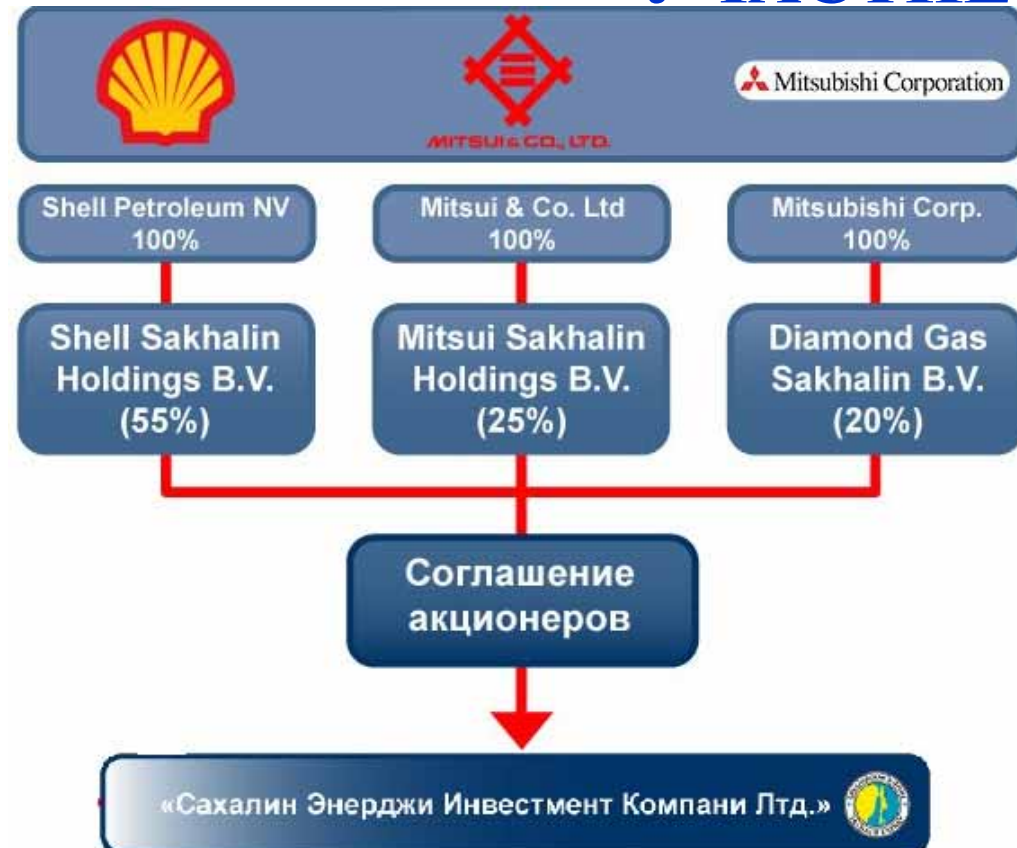 MITSUI & CO., LTD.
Mitsubishi Corporation
Shell Petroleum NV
100%
Mitsui & Co. Ltd
100%
Mitsubishi Corp.
100%
Shell Sakhalin
Holdings B.V.
(55%)
Mitsui Sakhalin
Holdings B.V.
(25%)
Diamond Gas
Sakhalin B.V.
(20%)
Соглашение
акционеров
«Сахалин Энерджи Инвестмент Компани Лтд.»